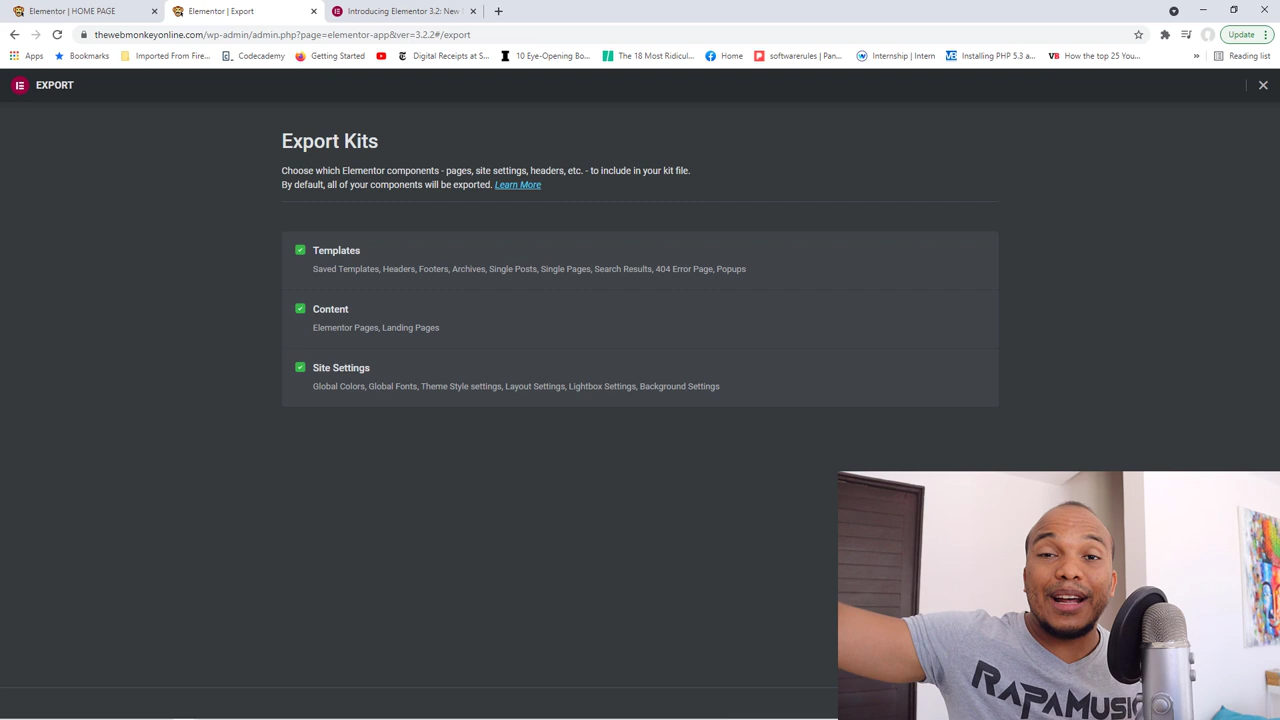 Elementor | HOME PAGE
Elementor | Export
Introducing Elementor 3.2: New
thewebmonkeyonline.com/wp-admin/admin.php?page=elementor-app&ver=3.2.2#/export
Update
Apps
Bookmarks
Imported From Fire...
Codecademy
Getting Started
Digital Receipts at S...
10 Eye-Opening Bo...
The 18 Most Ridicul...
Home
softwarerules | Pan...
Internship | Intern
Installing PHP 5.3 a...
VB How the top 25 You...
»
Reading list
EXPORT
Export Kits
Choose which Elementor components - pages, site settings, headers, etc. - to include in your kit file.
By default, all of your components will be exported. Learn More
Templates
Saved Templates, Headers, Footers, Archives, Single Posts, Single Pages, Search Results, 404 Error Page, Popups
Content
Elementor Pages, Landing Pages
Site Settings
Global Colors, Global Fonts, Theme Style settings, Layout Settings, Lightbox Settings, Background Settings
RAPAMUSIC